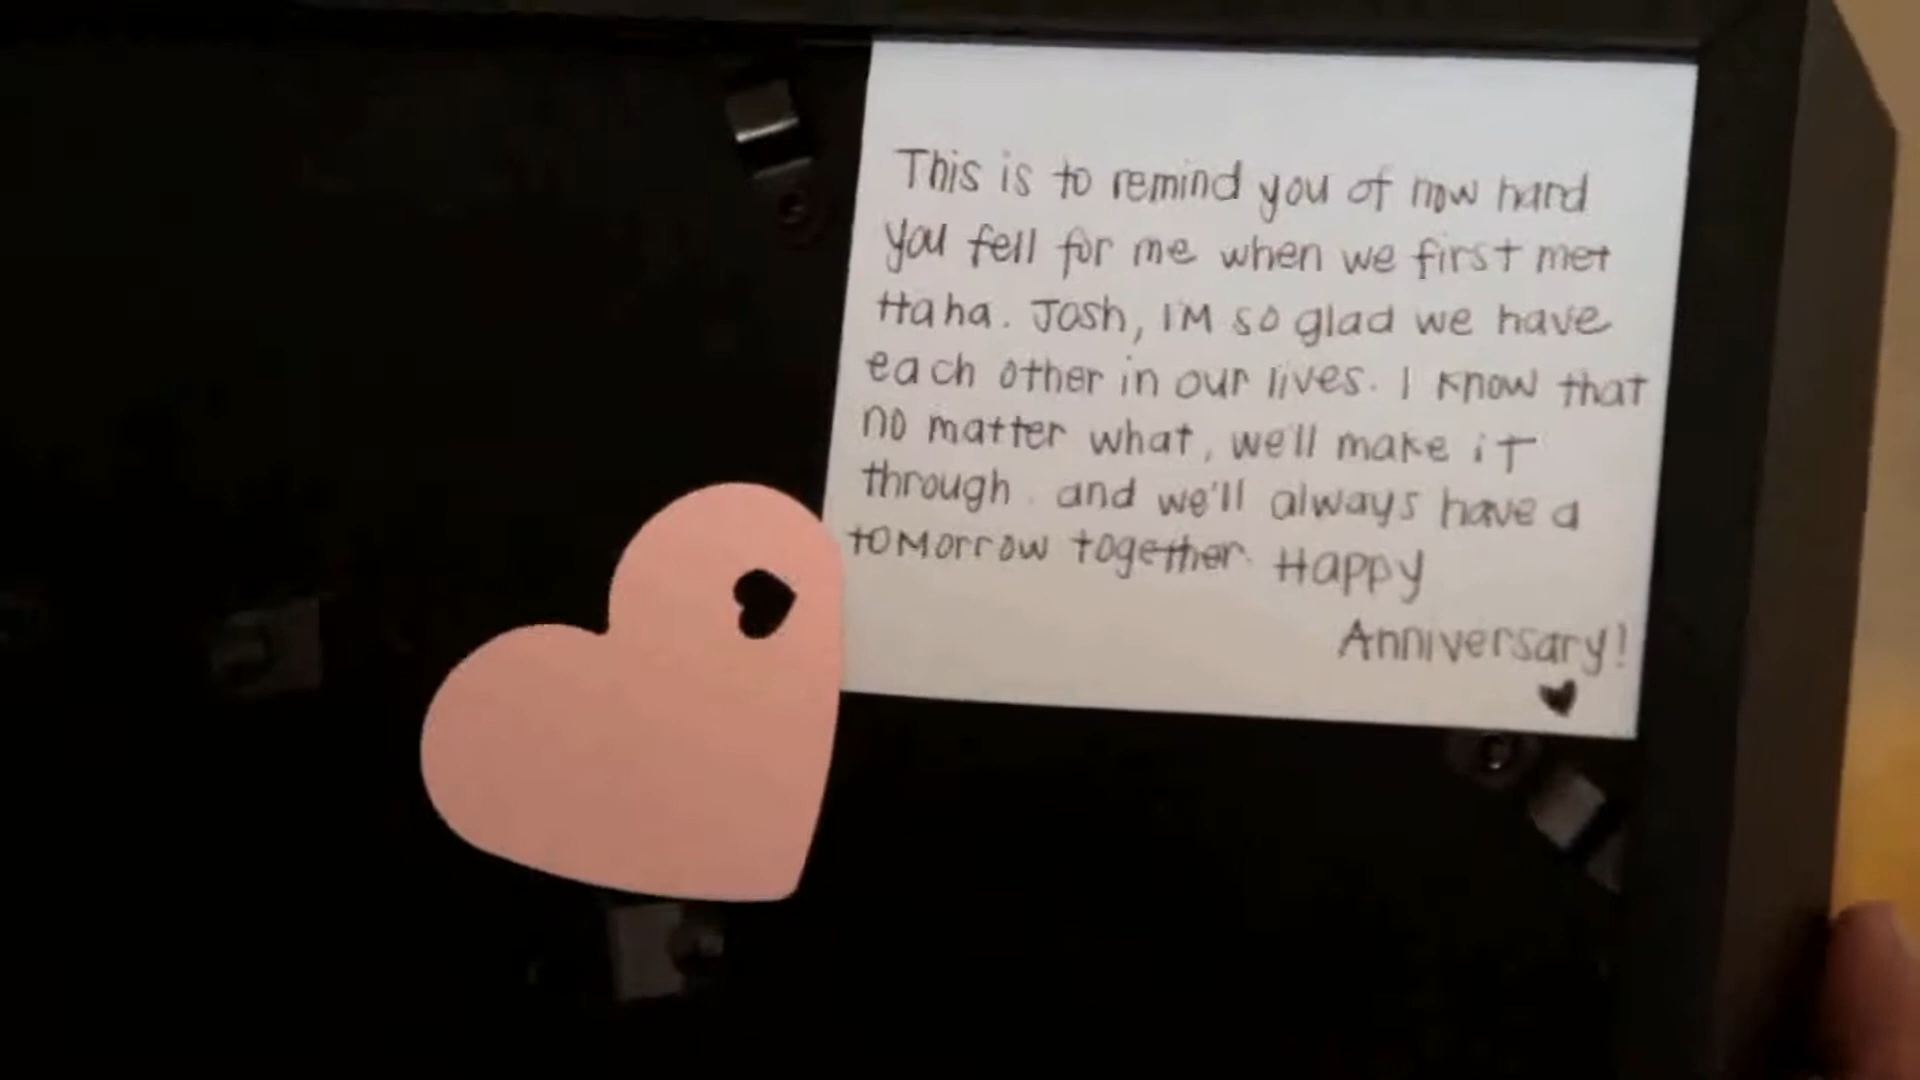 This is to remind you of how hard
you fell for me when we first met
Haha. Josh, I'M so glad we have
each other in our lives. I know that
no matter what, we'll make it
through. and we'll always have a
tomorrow together. Happy
Anniversary!